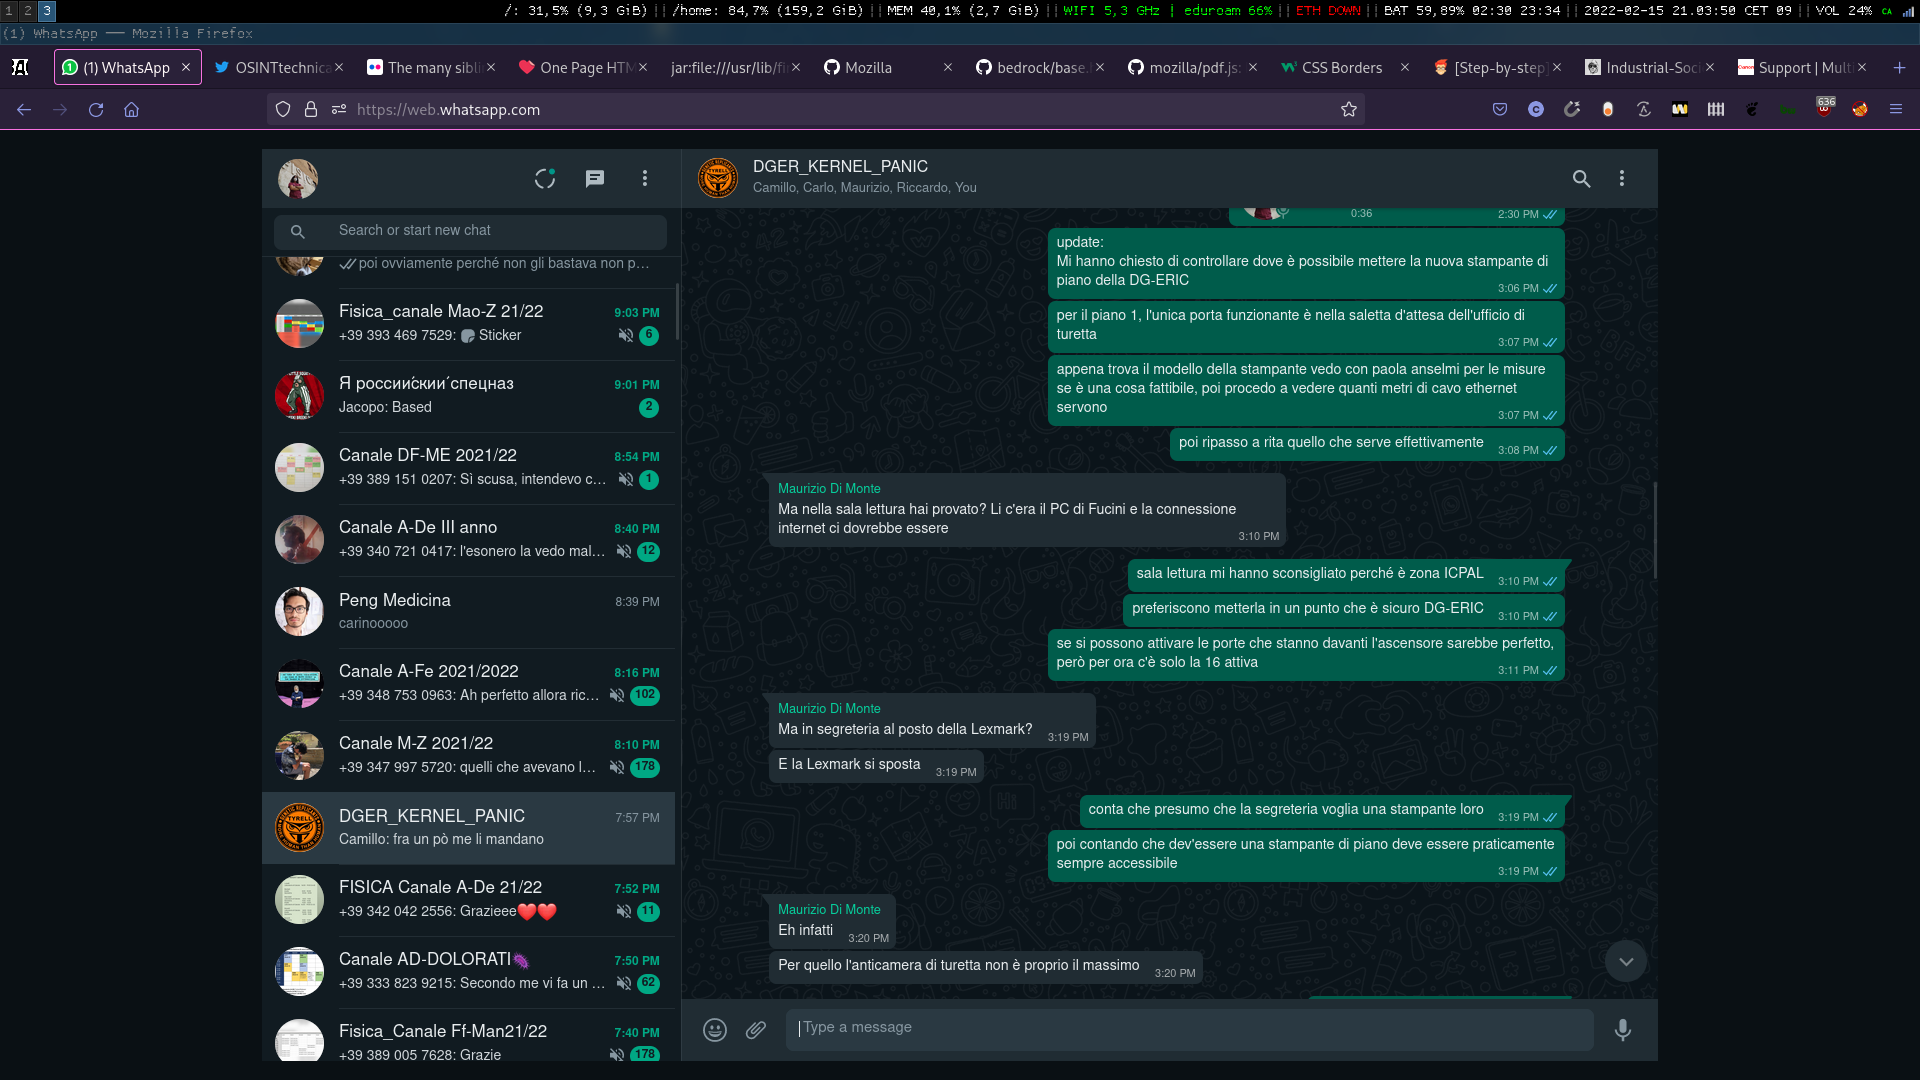 1 2 3
/: 31,5% (9,3 GiB) || /home: 84,7% (159,2 GiB) || MEM 40,1% (2,7 GiB) || WIFI 5,3 GHz | eduroam 66% || ETH DOWN || BAT 59,89% 02:30 23:34 || 2022-02-15 21.03:50 CET 09 || VOL 24% CA
(1) WhatsApp — Mozilla Firefox
(1) WhatsApp
OSINTtechnica
The many sibli
One Page HTM
jar:file:///usr/lib/fi
Mozilla
bedrock/base.
mozilla/pdf.js:
CSS Borders
[Step-by-step]
Industrial-Soci
Support | Multi
https://web.whatsapp.com
636
Search or start new chat
poi ovviamente perché non gli bastava non p…
Fisica_canale Mao-Z 21/22
9:03 PM
+39 393 469 7529: Sticker
6
Я россии́скии́ спецназ
9:01 PM
Jacopo: Based
2
Canale DF-ME 2021/22
8:54 PM
+39 389 151 0207: Sì scusa, intendevo c…
1
Canale A-De III anno
8:40 PM
+39 340 721 0417: l'esonero la vedo mal…
12
Peng Medicina
8:39 PM
carinooooo
Canale A-Fe 2021/2022
8:16 PM
+39 348 753 0963: Ah perfetto allora ric…
102
Canale M-Z 2021/22
8:10 PM
+39 347 997 5720: quelli che avevano l…
178
DGER_KERNEL_PANIC
7:57 PM
Camillo: fra un pò me li mandano
FISICA Canale A-De 21/22
7:52 PM
+39 342 042 2556: Grazieee❤️❤️
11
Canale AD-DOLORATI🦠
7:50 PM
+39 333 823 9215: Secondo me vi fa un …
62
Fisica_Canale Ff-Man21/22
7:40 PM
+39 389 005 7628: Grazie
178
DGER_KERNEL_PANIC
Camillo, Carlo, Maurizio, Riccardo, You
0:36
2:30 PM
update:
Mi hanno chiesto di controllare dove è possibile mettere la nuova stampante di
piano della DG-ERIC
3:06 PM
per il piano 1, l'unica porta funzionante è nella saletta d'attesa dell'ufficio di
turetta
3:07 PM
appena trova il modello della stampante vedo con paola anselmi per le misure
se è una cosa fattibile, poi procedo a vedere quanti metri di cavo ethernet
servono
3:07 PM
poi ripasso a rita quello che serve effettivamente
3:08 PM
Maurizio Di Monte
Ma nella sala lettura hai provato? Li c'era il PC di Fucini e la connessione
internet ci dovrebbe essere
3:10 PM
sala lettura mi hanno sconsigliato perché è zona ICPAL
3:10 PM
preferiscono metterla in un punto che è sicuro DG-ERIC
3:10 PM
se si possono attivare le porte che stanno davanti l'ascensore sarebbe perfetto,
però per ora c'è solo la 16 attiva
3:11 PM
Maurizio Di Monte
Ma in segreteria al posto della Lexmark?
3:19 PM
E la Lexmark si sposta
3:19 PM
conta che presumo che la segreteria voglia una stampante loro
3:19 PM
poi contando che dev'essere una stampante di piano deve essere praticamente
sempre accessibile
3:19 PM
Maurizio Di Monte
Eh infatti
3:20 PM
Per quello l'anticamera di turetta non è proprio il massimo
3:20 PM
Type a message